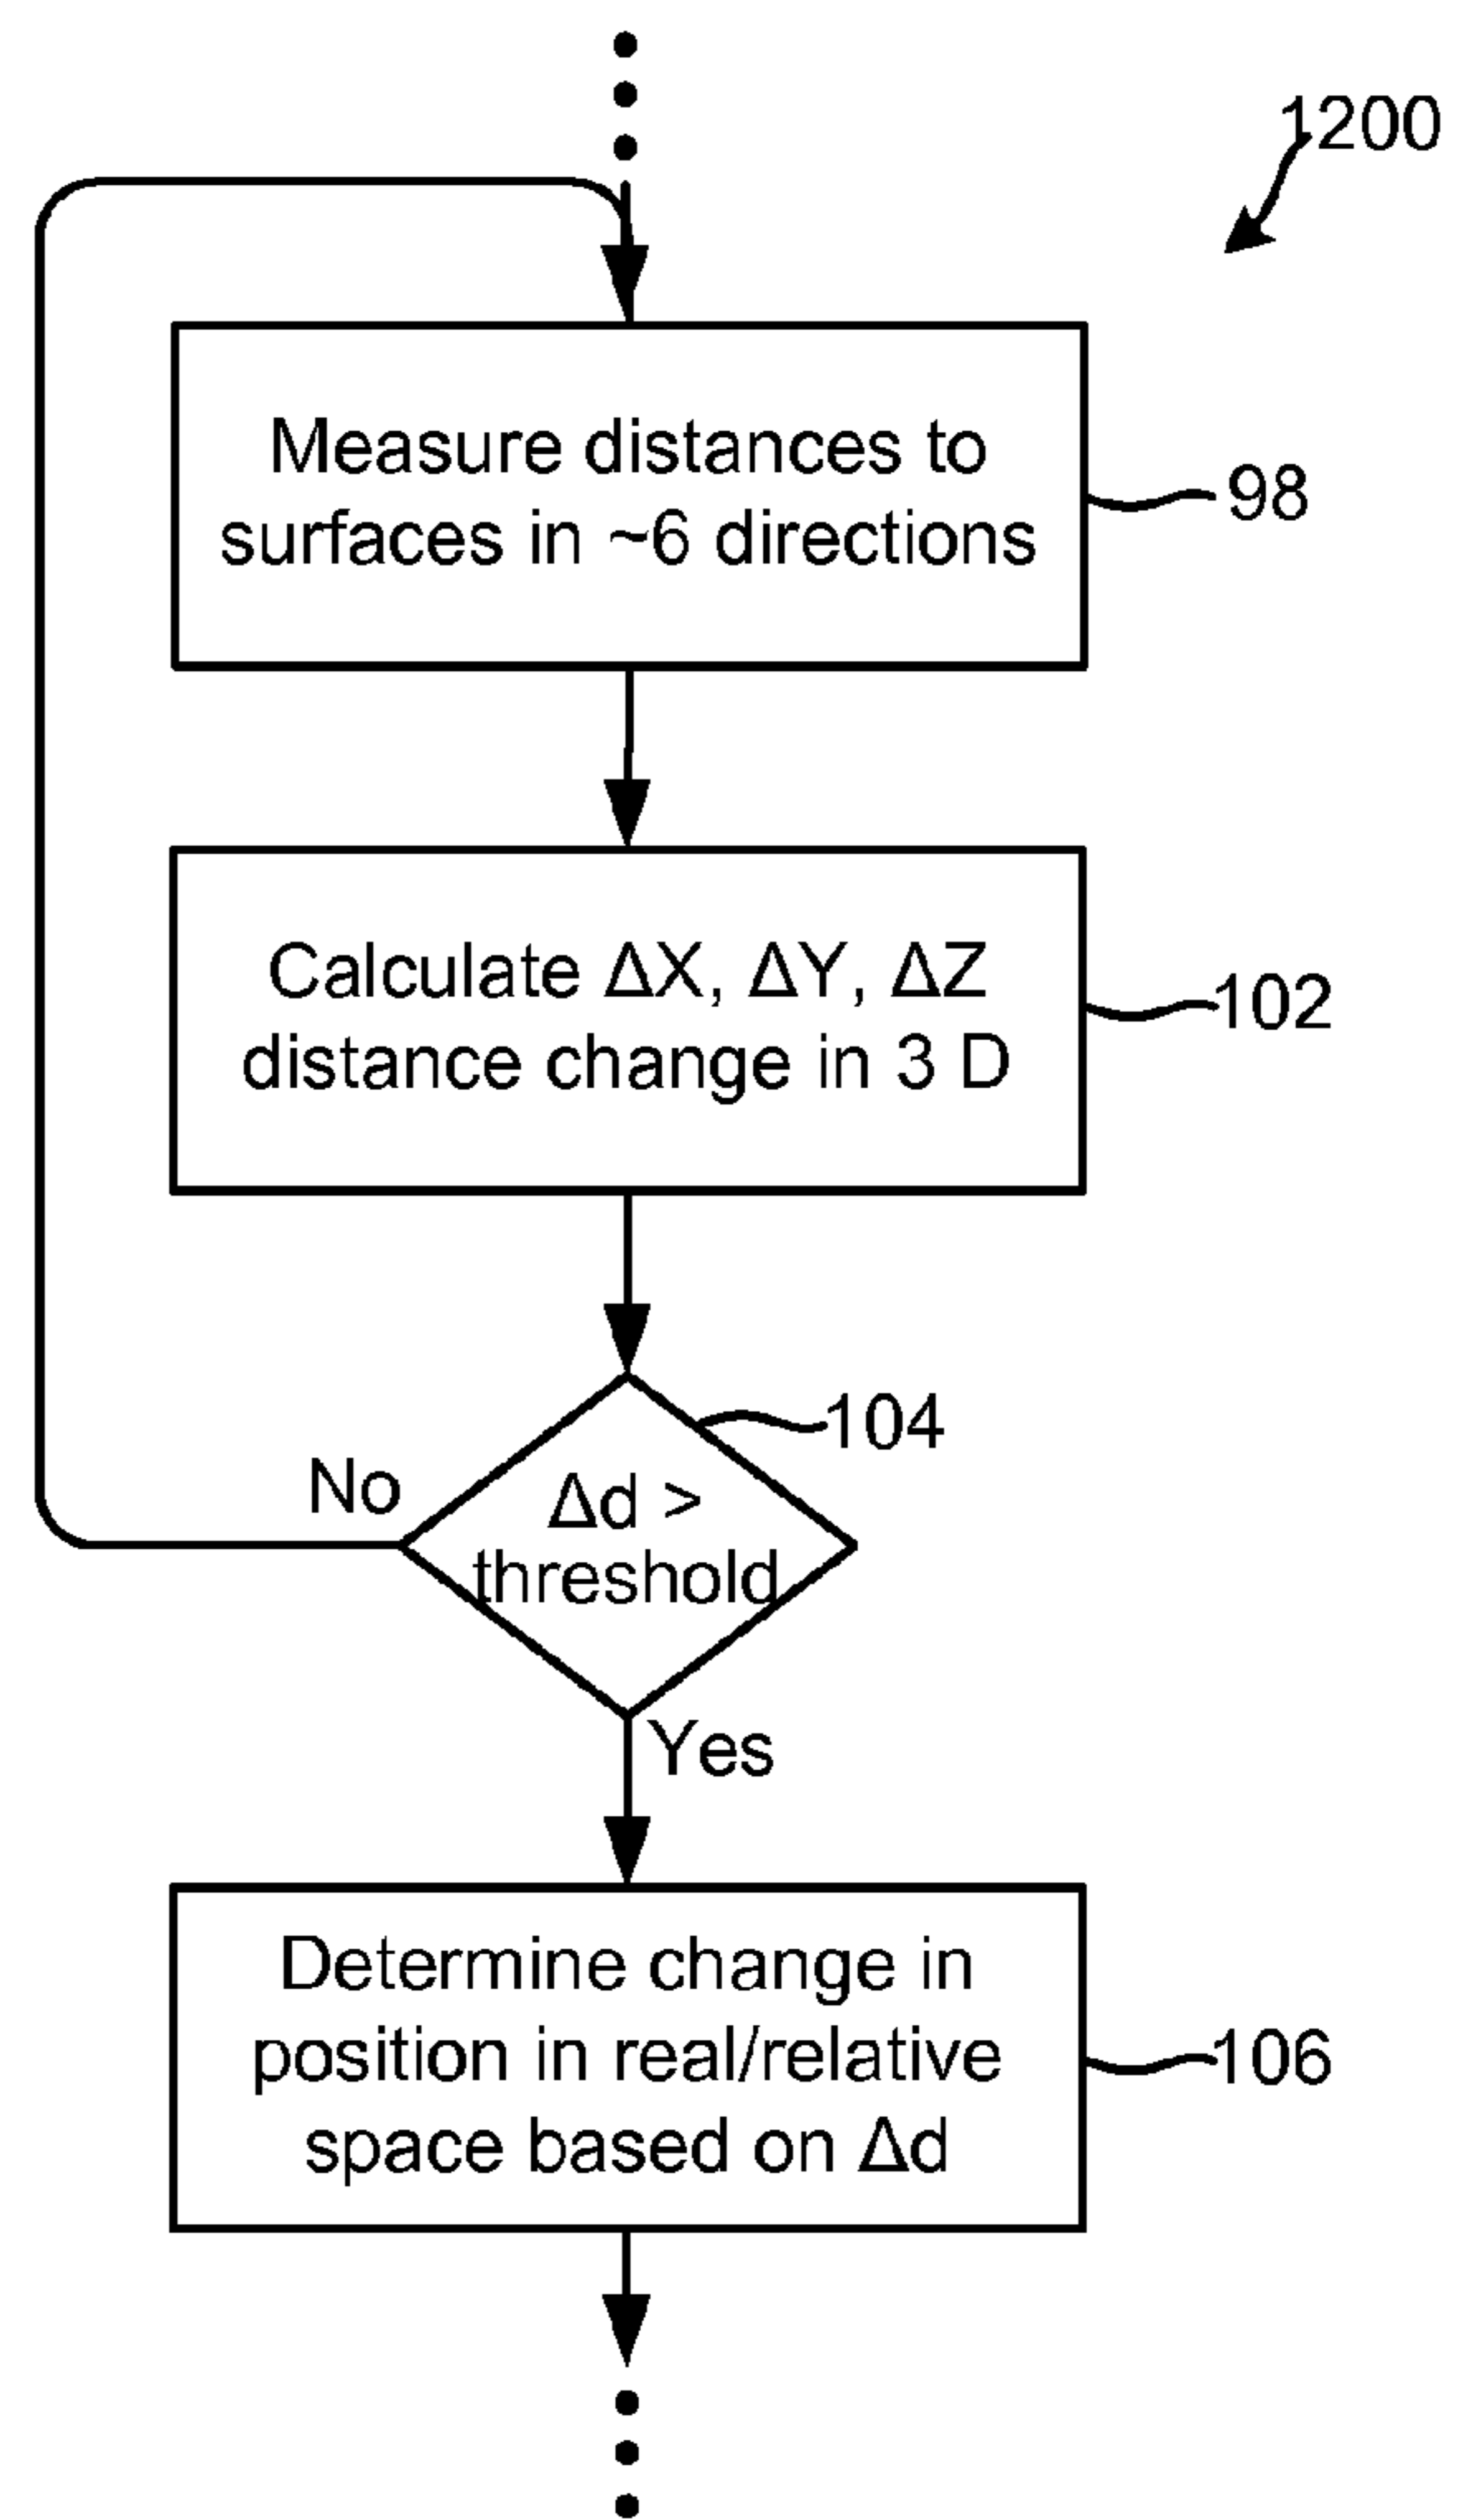 1200
Measure distances to
surfaces in ~6 directions
98
Calculate ΔX, ΔY, ΔZ
distance change in 3 D
102
104
No
Δd >
threshold
Yes
Determine change in
position in real/relative
space based on Δd
106